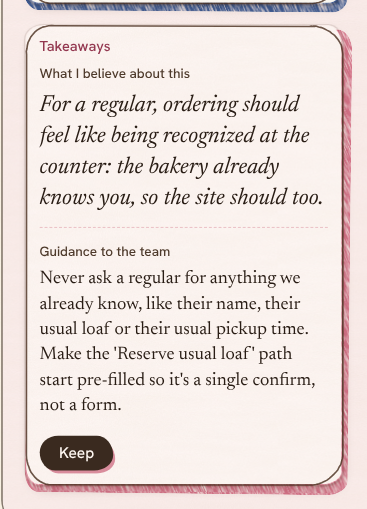 Takeaways
What I believe about this
For a regular, ordering should
feel like being recognized at the
counter: the bakery already
knows you, so the site should too.
Guidance to the team
Never ask a regular for anything we
already know, like their name, their
usual loaf or their usual pickup time.
Make the 'Reserve usual loaf' path
start pre-filled so it's a single confirm,
not a form.
Keep